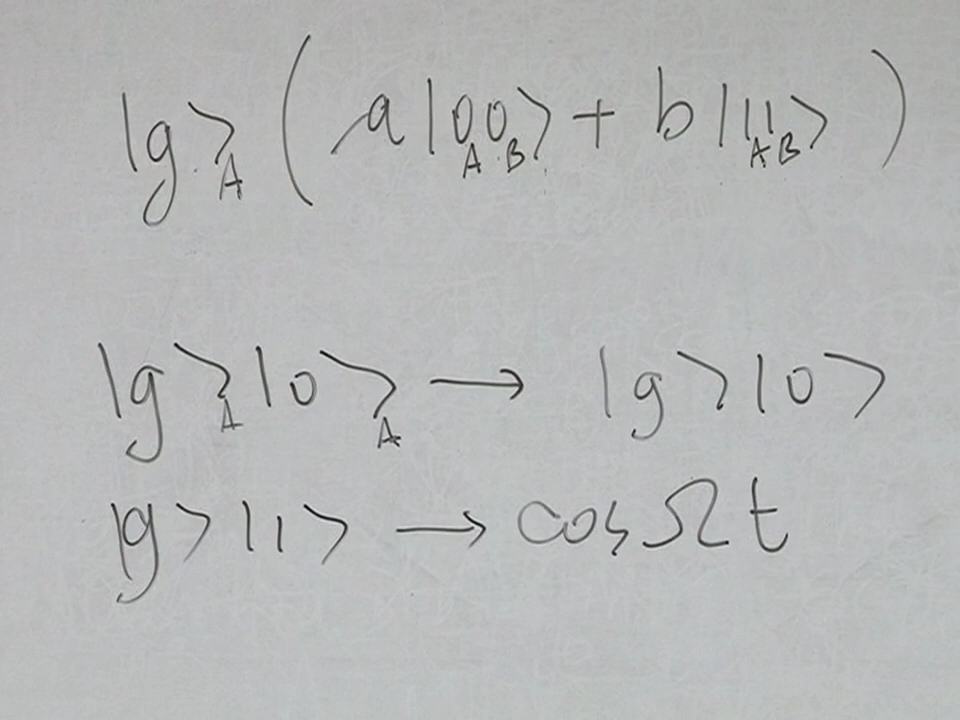 |g>_A ( a|0_A 0_B> + b|1_A 1_B> )
|g>_A |0>_A → |g>|0>
|g>|1> → cos Ωt